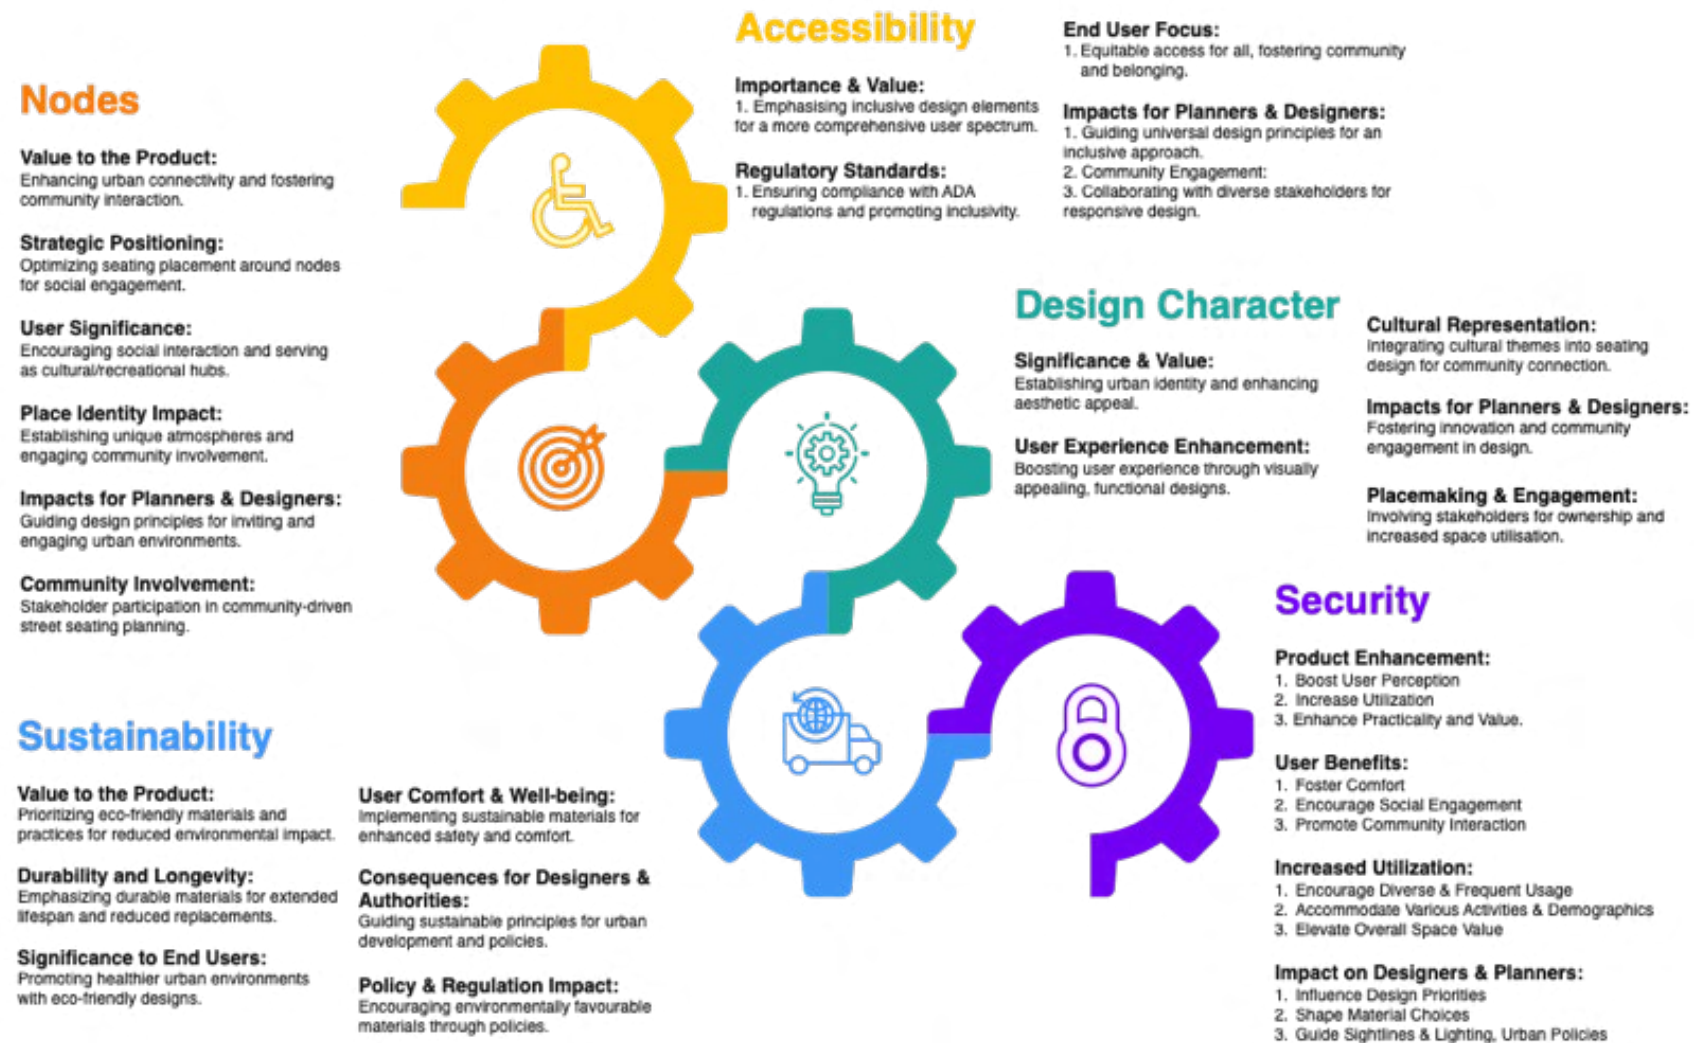 Accessibility
Importance & Value:
1. Emphasising inclusive design elements
for a more comprehensive user spectrum.
Regulatory Standards:
1. Ensuring compliance with ADA
regulations and promoting inclusivity.
End User Focus:
1. Equitable access for all, fostering community
and belonging.
Impacts for Planners & Designers:
1. Guiding universal design principles for an
inclusive approach.
2. Community Engagement:
3. Collaborating with diverse stakeholders for
responsive design.
Nodes
Value to the Product:
Enhancing urban connectivity and fostering
community interaction.
Strategic Positioning:
Optimizing seating placement around nodes
for social engagement.
User Significance:
Encouraging social interaction and serving
as cultural/recreational hubs.
Place Identity Impact:
Establishing unique atmospheres and
engaging community involvement.
Impacts for Planners & Designers:
Guiding design principles for inviting and
engaging urban environments.
Community Involvement:
Stakeholder participation in community-driven
street seating planning.
Design Character
Significance & Value:
Establishing urban identity and enhancing
aesthetic appeal.
User Experience Enhancement:
Boosting user experience through visually
appealing, functional designs.
Cultural Representation:
Integrating cultural themes into seating
design for community connection.
Impacts for Planners & Designers:
Fostering innovation and community
engagement in design.
Placemaking & Engagement:
Involving stakeholders for ownership and
increased space utilisation.
Security
Product Enhancement:
1. Boost User Perception
2. Increase Utilization
3. Enhance Practicality and Value.
User Benefits:
1. Foster Comfort
2. Encourage Social Engagement
3. Promote Community Interaction
Increased Utilization:
1. Encourage Diverse & Frequent Usage
2. Accommodate Various Activities & Demographics
3. Elevate Overall Space Value
Impact on Designers & Planners:
1. Influence Design Priorities
2. Shape Material Choices
3. Guide Sightlines & Lighting, Urban Policies
Sustainability
Value to the Product:
Prioritizing eco-friendly materials and
practices for reduced environmental impact.
Durability and Longevity:
Emphasizing durable materials for extended
lifespan and reduced replacements.
Significance to End Users:
Promoting healthier urban environments
with eco-friendly designs.
User Comfort & Well-being:
Implementing sustainable materials for
enhanced safety and comfort.
Consequences for Designers &
Authorities:
Guiding sustainable principles for urban
development and policies.
Policy & Regulation Impact:
Encouraging environmentally favourable
materials through policies.